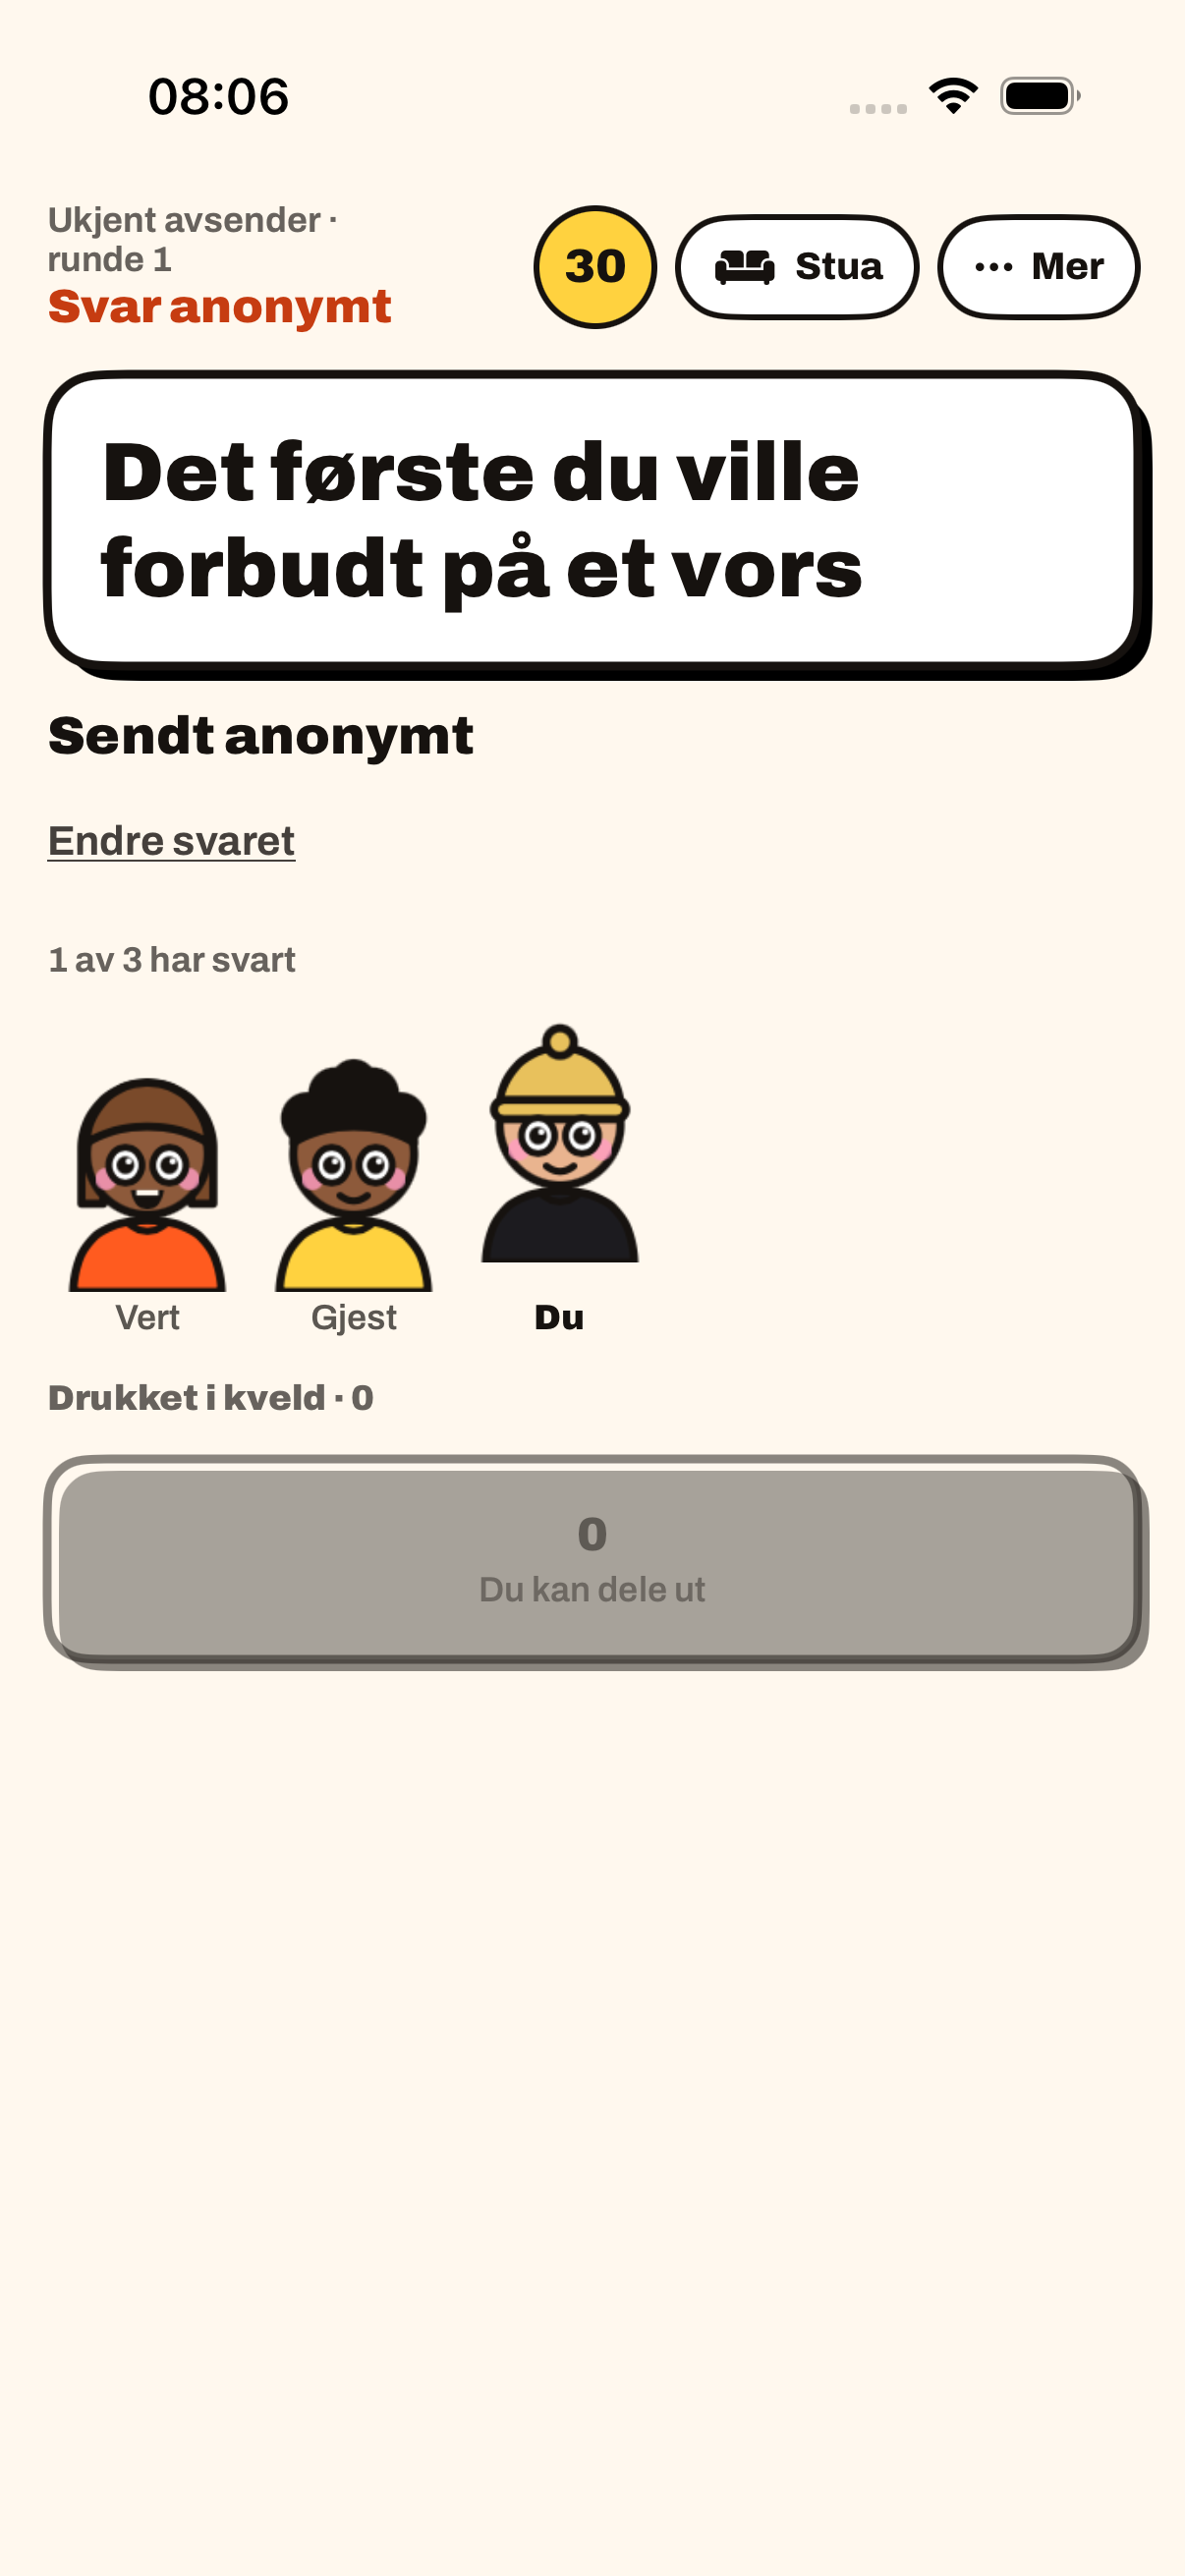 08:06
Ukjent avsender ·
runde 1
Svar anonymt
30
Stua
Mer
Det første du ville
forbudt på et vors
Sendt anonymt
Endre svaret
1 av 3 har svart
Vert
Gjest
Du
Drukket i kveld · 0
0
Du kan dele ut